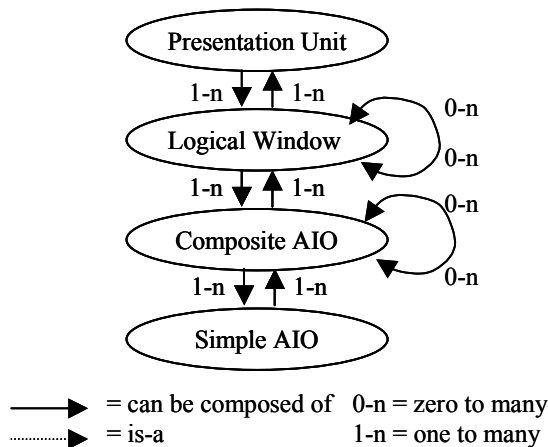 Presentation Unit
1-n 1-n
0-n
Logical Window
0-n
1-n 1-n
0-n
Composite AIO
0-n
1-n 1-n
Simple AIO
= can be composed of 0-n = zero to many
= is-a 1-n = one to many